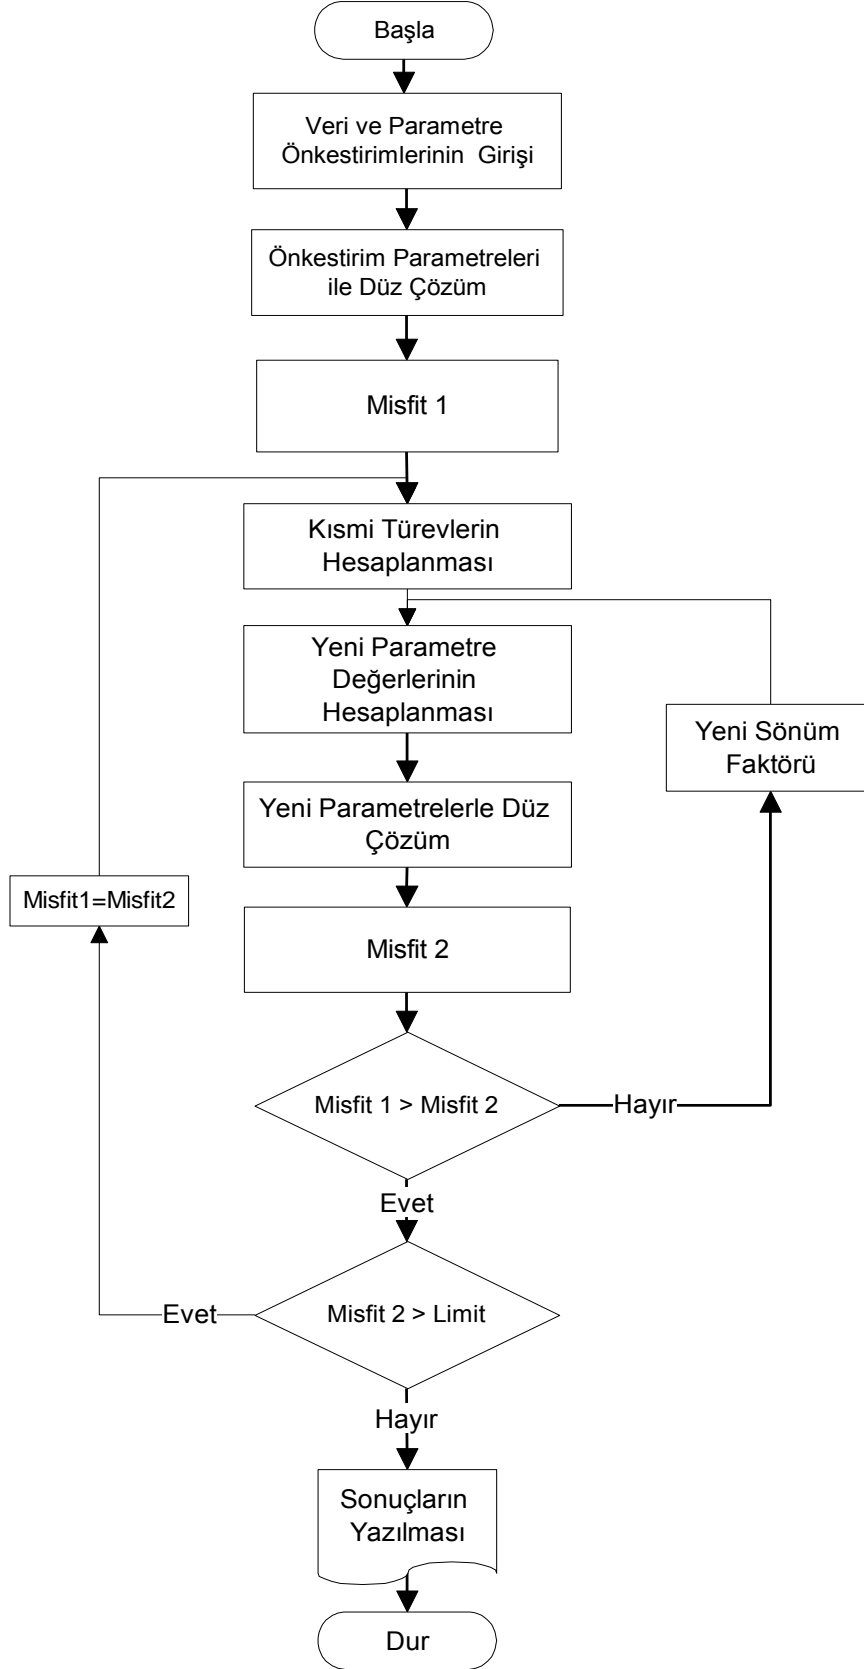 Başla
Veri ve Parametre
Önkestirimlerinin Girişi
Önkestirim Parametreleri
ile Düz Çözüm
Misfit 1
Kısmi Türevlerin
Hesaplanması
Yeni Parametre
Değerlerinin
Hesaplanması
Yeni Sönüm
Faktörü
Yeni Parametrelerle Düz
Çözüm
Misfit1=Misfit2
Misfit 2
Misfit 1 > Misfit 2
Hayır
Evet
Misfit 2 > Limit
Evet
Hayır
Sonuçların
Yazılması
Dur